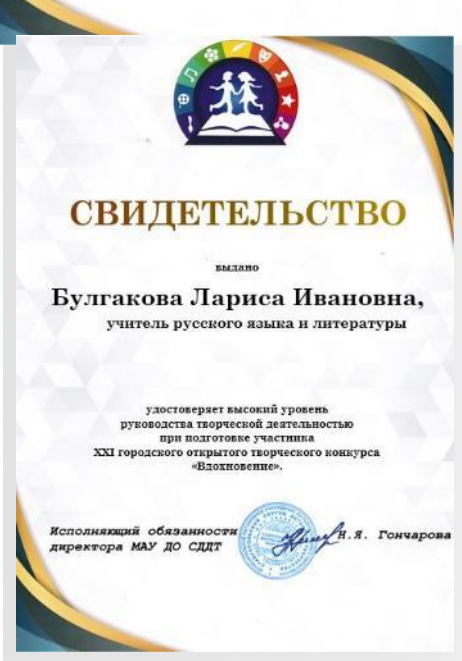 СВИДЕТЕЛЬСТВО
выдано
Булгакова Лариса Ивановна,
учитель русского языка и литературы
удостоверяет высокий уровень
руководства творческой деятельностью
при подготовке участника
XXI городского открытого творческого конкурса
«Вдохновение».
Исполняющий обязанности
директора МАУ ДО СДДТ
Н.Я. Гончарова